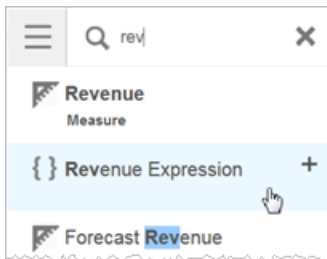 rev
Revenue
Measure
{ } Revenue Expression +
Forecast Revenue